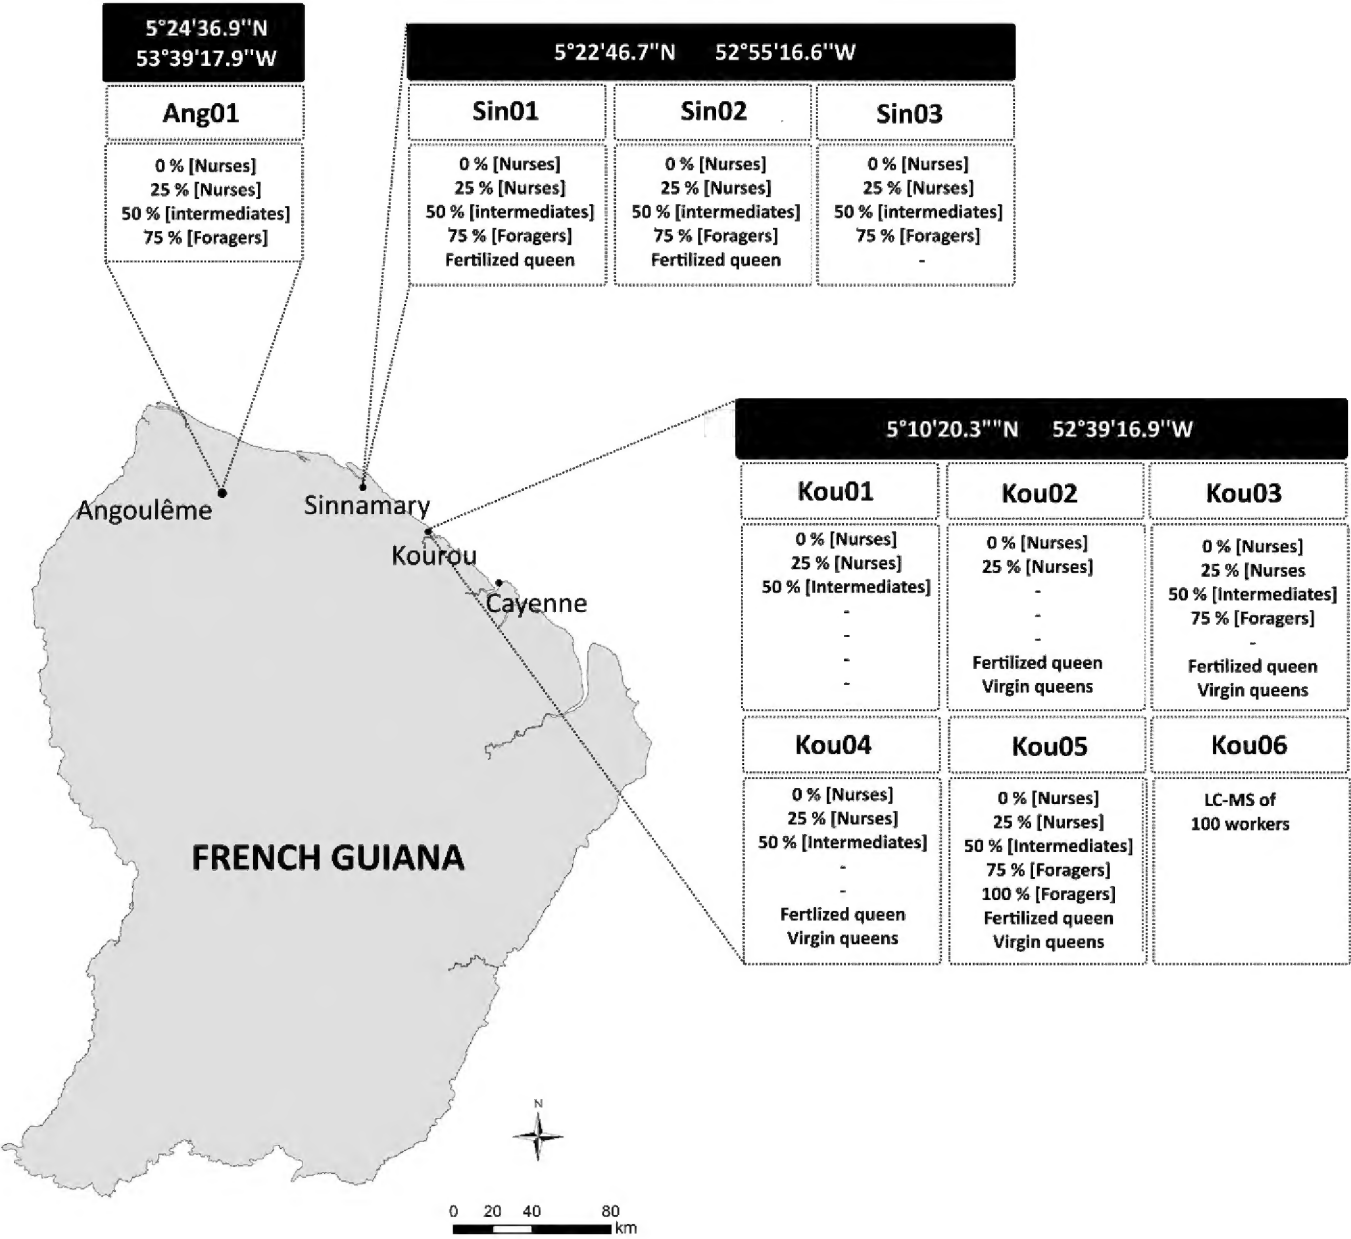 5°24'36.9"N
53°39'17.9"W
Ang01
0 % [Nurses]
25 % [Nurses]
50 % [intermediates]
75 % [Foragers]
5°22'46.7"N 52°55'16.6"W
Sin01
0 % [Nurses]
25 % [Nurses]
50 % [intermediates]
75 % [Foragers]
Fertilized queen
Sin02
0 % [Nurses]
25 % [Nurses]
50 % [intermediates]
75 % [Foragers]
Fertilized queen
Sin03
0 % [Nurses]
25 % [Nurses]
50 % [intermediates]
75 % [Foragers]
-
Angoulême
Sinnamary
Kourou
Cayenne
FRENCH GUIANA
5°10'20.3""N 52°39'16.9"W
Kou01
0 % [Nurses]
25 % [Nurses]
50 % [Intermediates]
-
-
-
-
Kou02
0 % [Nurses]
25 % [Nurses]
-
-
-
Fertilized queen
Virgin queens
Kou03
0 % [Nurses]
25 % [Nurses
50 % [Intermediates]
75 % [Foragers]
-
Fertilized queen
Virgin queens
Kou04
0 % [Nurses]
25 % [Nurses]
50 % [Intermediates]
-
-
Fertlized queen
Virgin queens
Kou05
0 % [Nurses]
25 % [Nurses]
50 % [Intermediates]
75 % [Foragers]
100 % [Foragers]
Fertilized queen
Virgin queens
Kou06
LC-MS of
100 workers
N
0 20 40 80
km